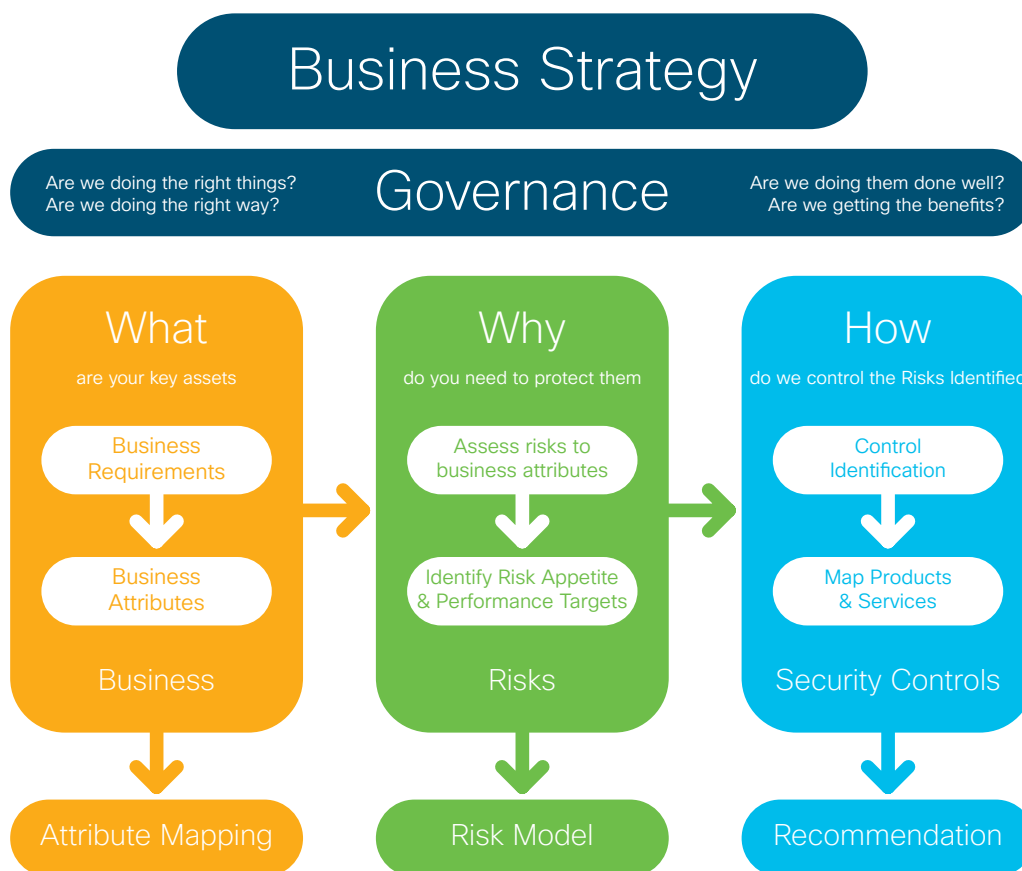 Business Strategy
Are we doing the right things?
Are we doing the right way?
Governance
Are we doing them done well?
Are we getting the benefits?
What
are your key assets
Business
Requirements
Business
Attributes
Business
Attribute Mapping
Why
do you need to protect them
Assess risks to
business attributes
Identify Risk Appetite
& Performance Targets
Risks
Risk Model
How
do we control the Risks Identified
Control
Identification
Map Products
& Services
Security Controls
Recommendation